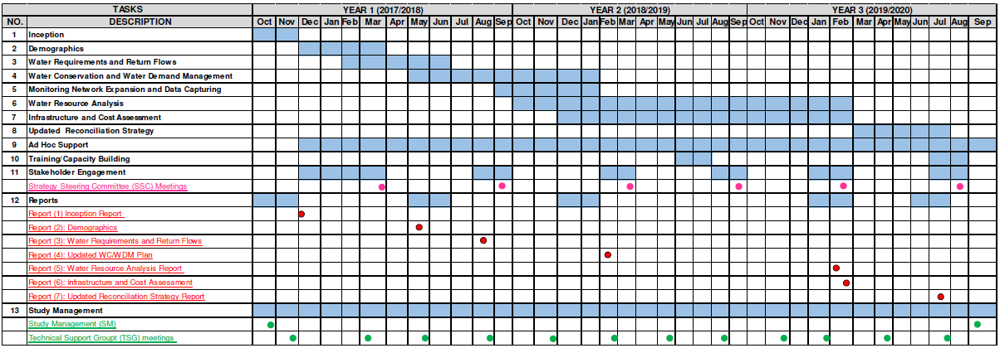 TASKS YEAR 1 (2017/2018) YEAR 2 (2018/2019) YEAR 3 (2019/2020)
NO. DESCRIPTION Oct Nov Dec Jan Feb Mar Apr May Jun Jul Aug Sep Oct Nov Dec Jan Feb Mar Apr May Jun Jul Aug Sep Oct Nov Dec Jan Feb Mar Apr May Jun Jul Aug Sep
1 Inception
2 Demographics
3 Water Requirements and Return Flows
4 Water Conservation and Water Demand Management
5 Monitoring Network Expansion and Data Capturing
6 Water Resource Analysis
7 Infrastructure and Cost Assessment
8 Updated Reconciliation Strategy
9 Ad Hoc Support
10 Training/Capacity Building
11 Stakeholder Engagement
Strategy Steering Committee (SSC) Meetings
12 Reports
Report (1) Inception Report
Report (2): Demographics
Report (3): Water Requirements and Return Flows
Report (4): Updated WC/WDM Plan
Report (5): Water Resource Analysis Report
Report (6): Infrastructure and Cost Assessment
Report (7): Updated Reconciliation Strategy Report
13 Study Management
Study Management (SM)
Technical Support Groupt (TSG) meetings